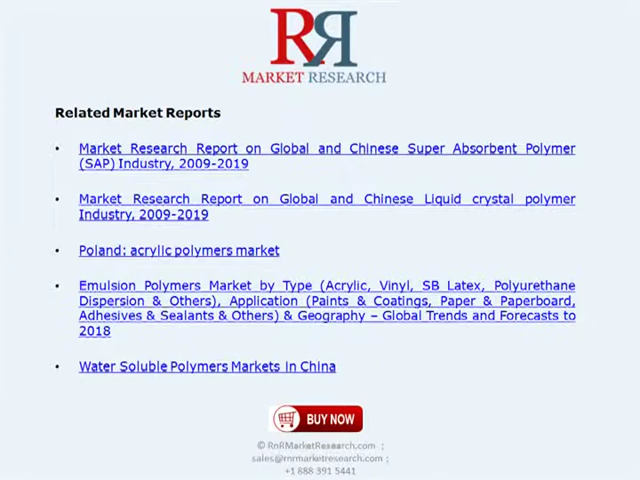 RR
MARKET RESEARCH
Related Market Reports
• Market Research Report on Global and Chinese Super Absorbent Polymer
(SAP) Industry, 2009-2019
• Market Research Report on Global and Chinese Liquid crystal polymer
Industry, 2009-2019
• Poland: acrylic polymers market
• Emulsion Polymers Market by Type (Acrylic, Vinyl, SB Latex, Polyurethane
Dispersion & Others), Application (Paints & Coatings, Paper & Paperboard,
Adhesives & Sealants & Others) & Geography – Global Trends and Forecasts to
2018
• Water Soluble Polymers Markets in China
BUY NOW
© RnRMarketResearch.com ;
sales@rnrmarketresearch.com ;
+1 888 391 5441